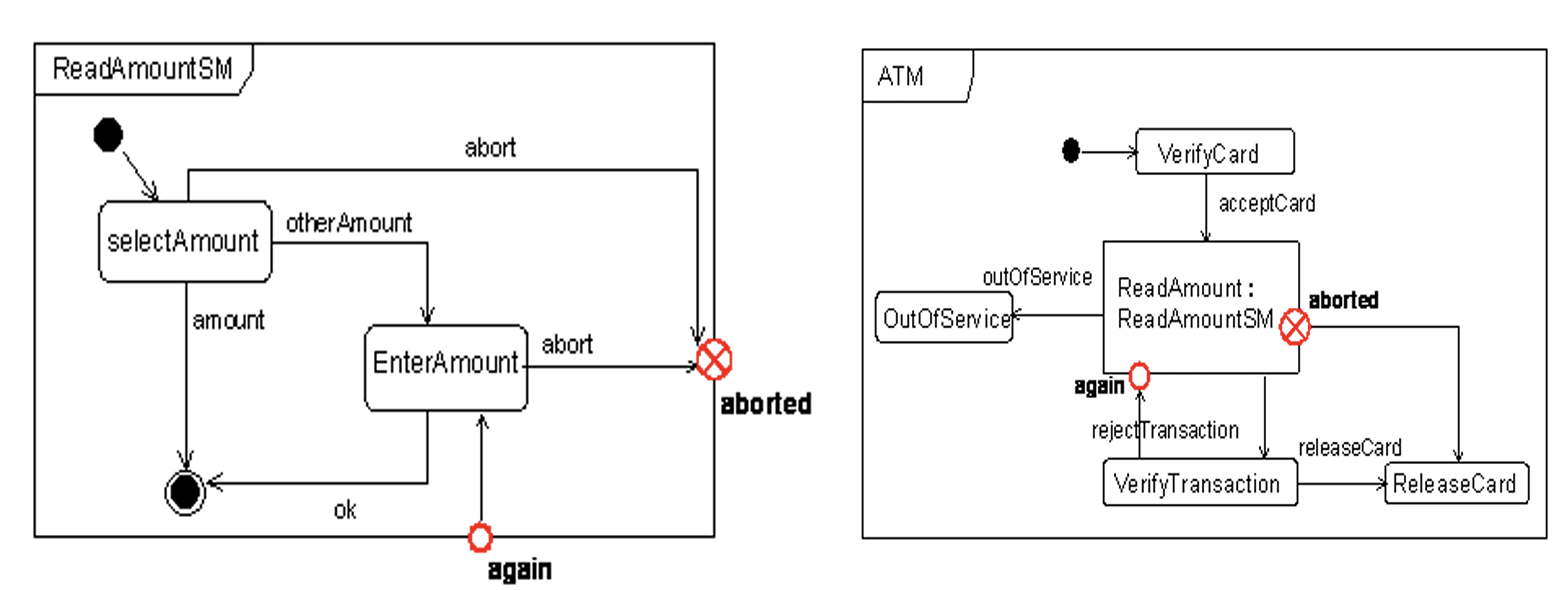 ReadAmountSM
abort
otherAmount
selectAmount
amount
EnterAmount
abort
aborted
ok
again
ATM
VerifyCard
acceptCard
outOfService
ReadAmount :
ReadAmountSM
aborted
OutOfService
again
rejectTransaction
releaseCard
VerifyTransaction
ReleaseCard